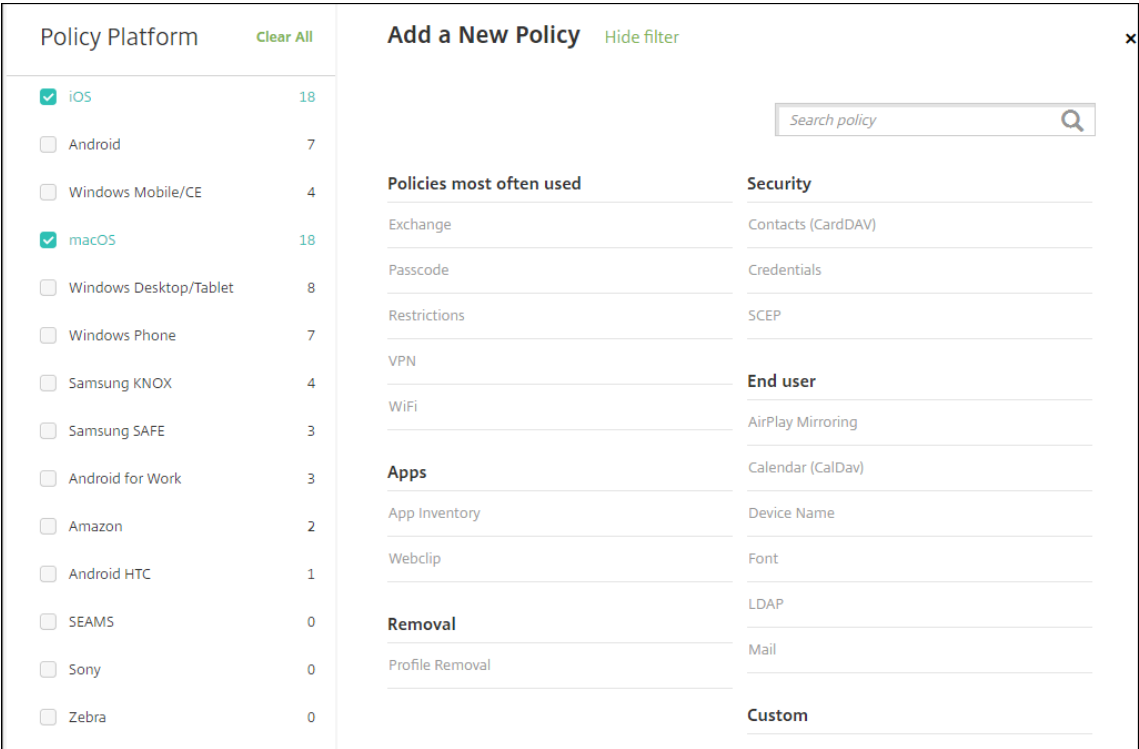 Policy Platform
Clear All
iOS 18
Android 7
Windows Mobile/CE 4
macOS 18
Windows Desktop/Tablet 8
Windows Phone 7
Samsung KNOX 4
Samsung SAFE 3
Android for Work 3
Amazon 2
Android HTC 1
SEAMS 0
Sony 0
Zebra 0
Add a New Policy
Hide filter
Search policy
Policies most often used
Exchange
Passcode
Restrictions
VPN
WiFi
Apps
App Inventory
Webclip
Removal
Profile Removal
Security
Contacts (CardDAV)
Credentials
SCEP
End user
AirPlay Mirroring
Calendar (CalDav)
Device Name
Font
LDAP
Mail
Custom